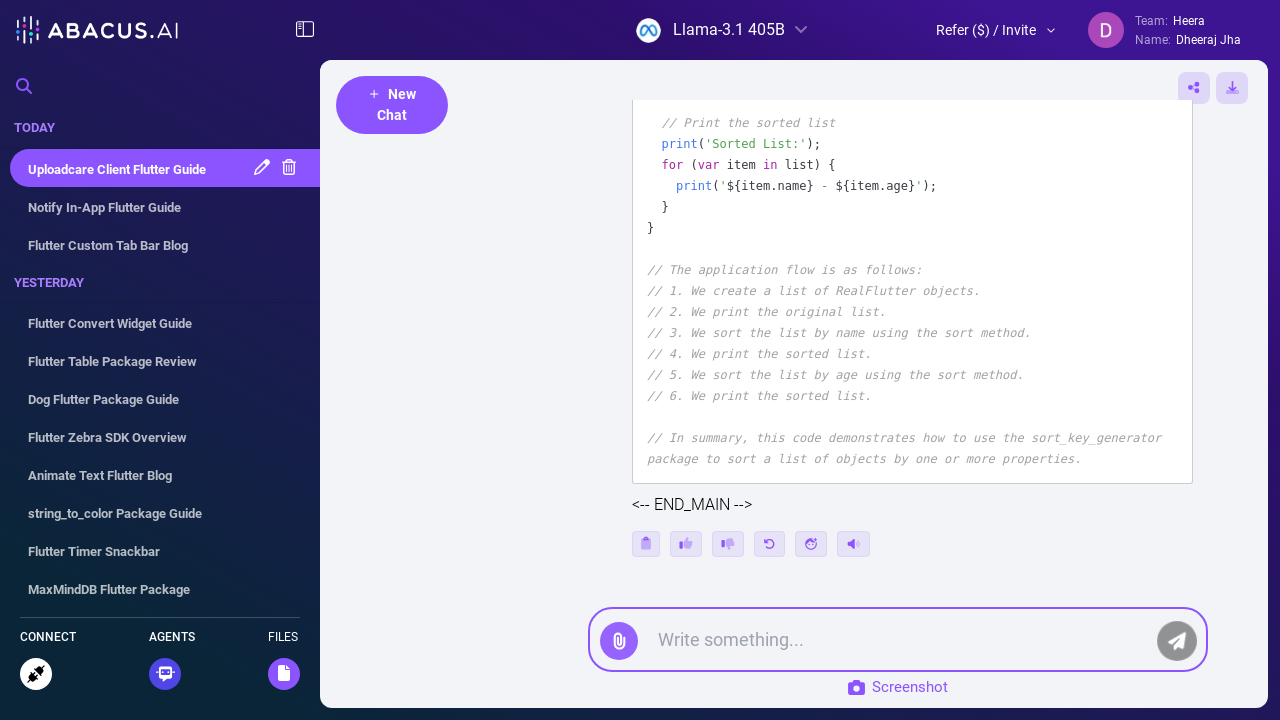 ABACUS.AI
Llama-3.1 405B
Refer ($) / Invite
D
Team: Heera
Name: Dheeraj Jha
TODAY
Uploadcare Client Flutter Guide
Notify In-App Flutter Guide
Flutter Custom Tab Bar Blog
YESTERDAY
Flutter Convert Widget Guide
Flutter Table Package Review
Dog Flutter Package Guide
Flutter Zebra SDK Overview
Animate Text Flutter Blog
string_to_color Package Guide
Flutter Timer Snackbar
MaxMindDB Flutter Package
CONNECT
AGENTS
FILES
+ New
Chat
// Print the sorted list
print('Sorted List:');
for (var item in list) {
print('${item.name} - ${item.age}');
}
}
// The application flow is as follows:
// 1. We create a list of RealFlutter objects.
// 2. We print the original list.
// 3. We sort the list by name using the sort method.
// 4. We print the sorted list.
// 5. We sort the list by age using the sort method.
// 6. We print the sorted list.
// In summary, this code demonstrates how to use the sort_key_generator
package to sort a list of objects by one or more properties.
<-- END_MAIN -->
Write something...
Screenshot